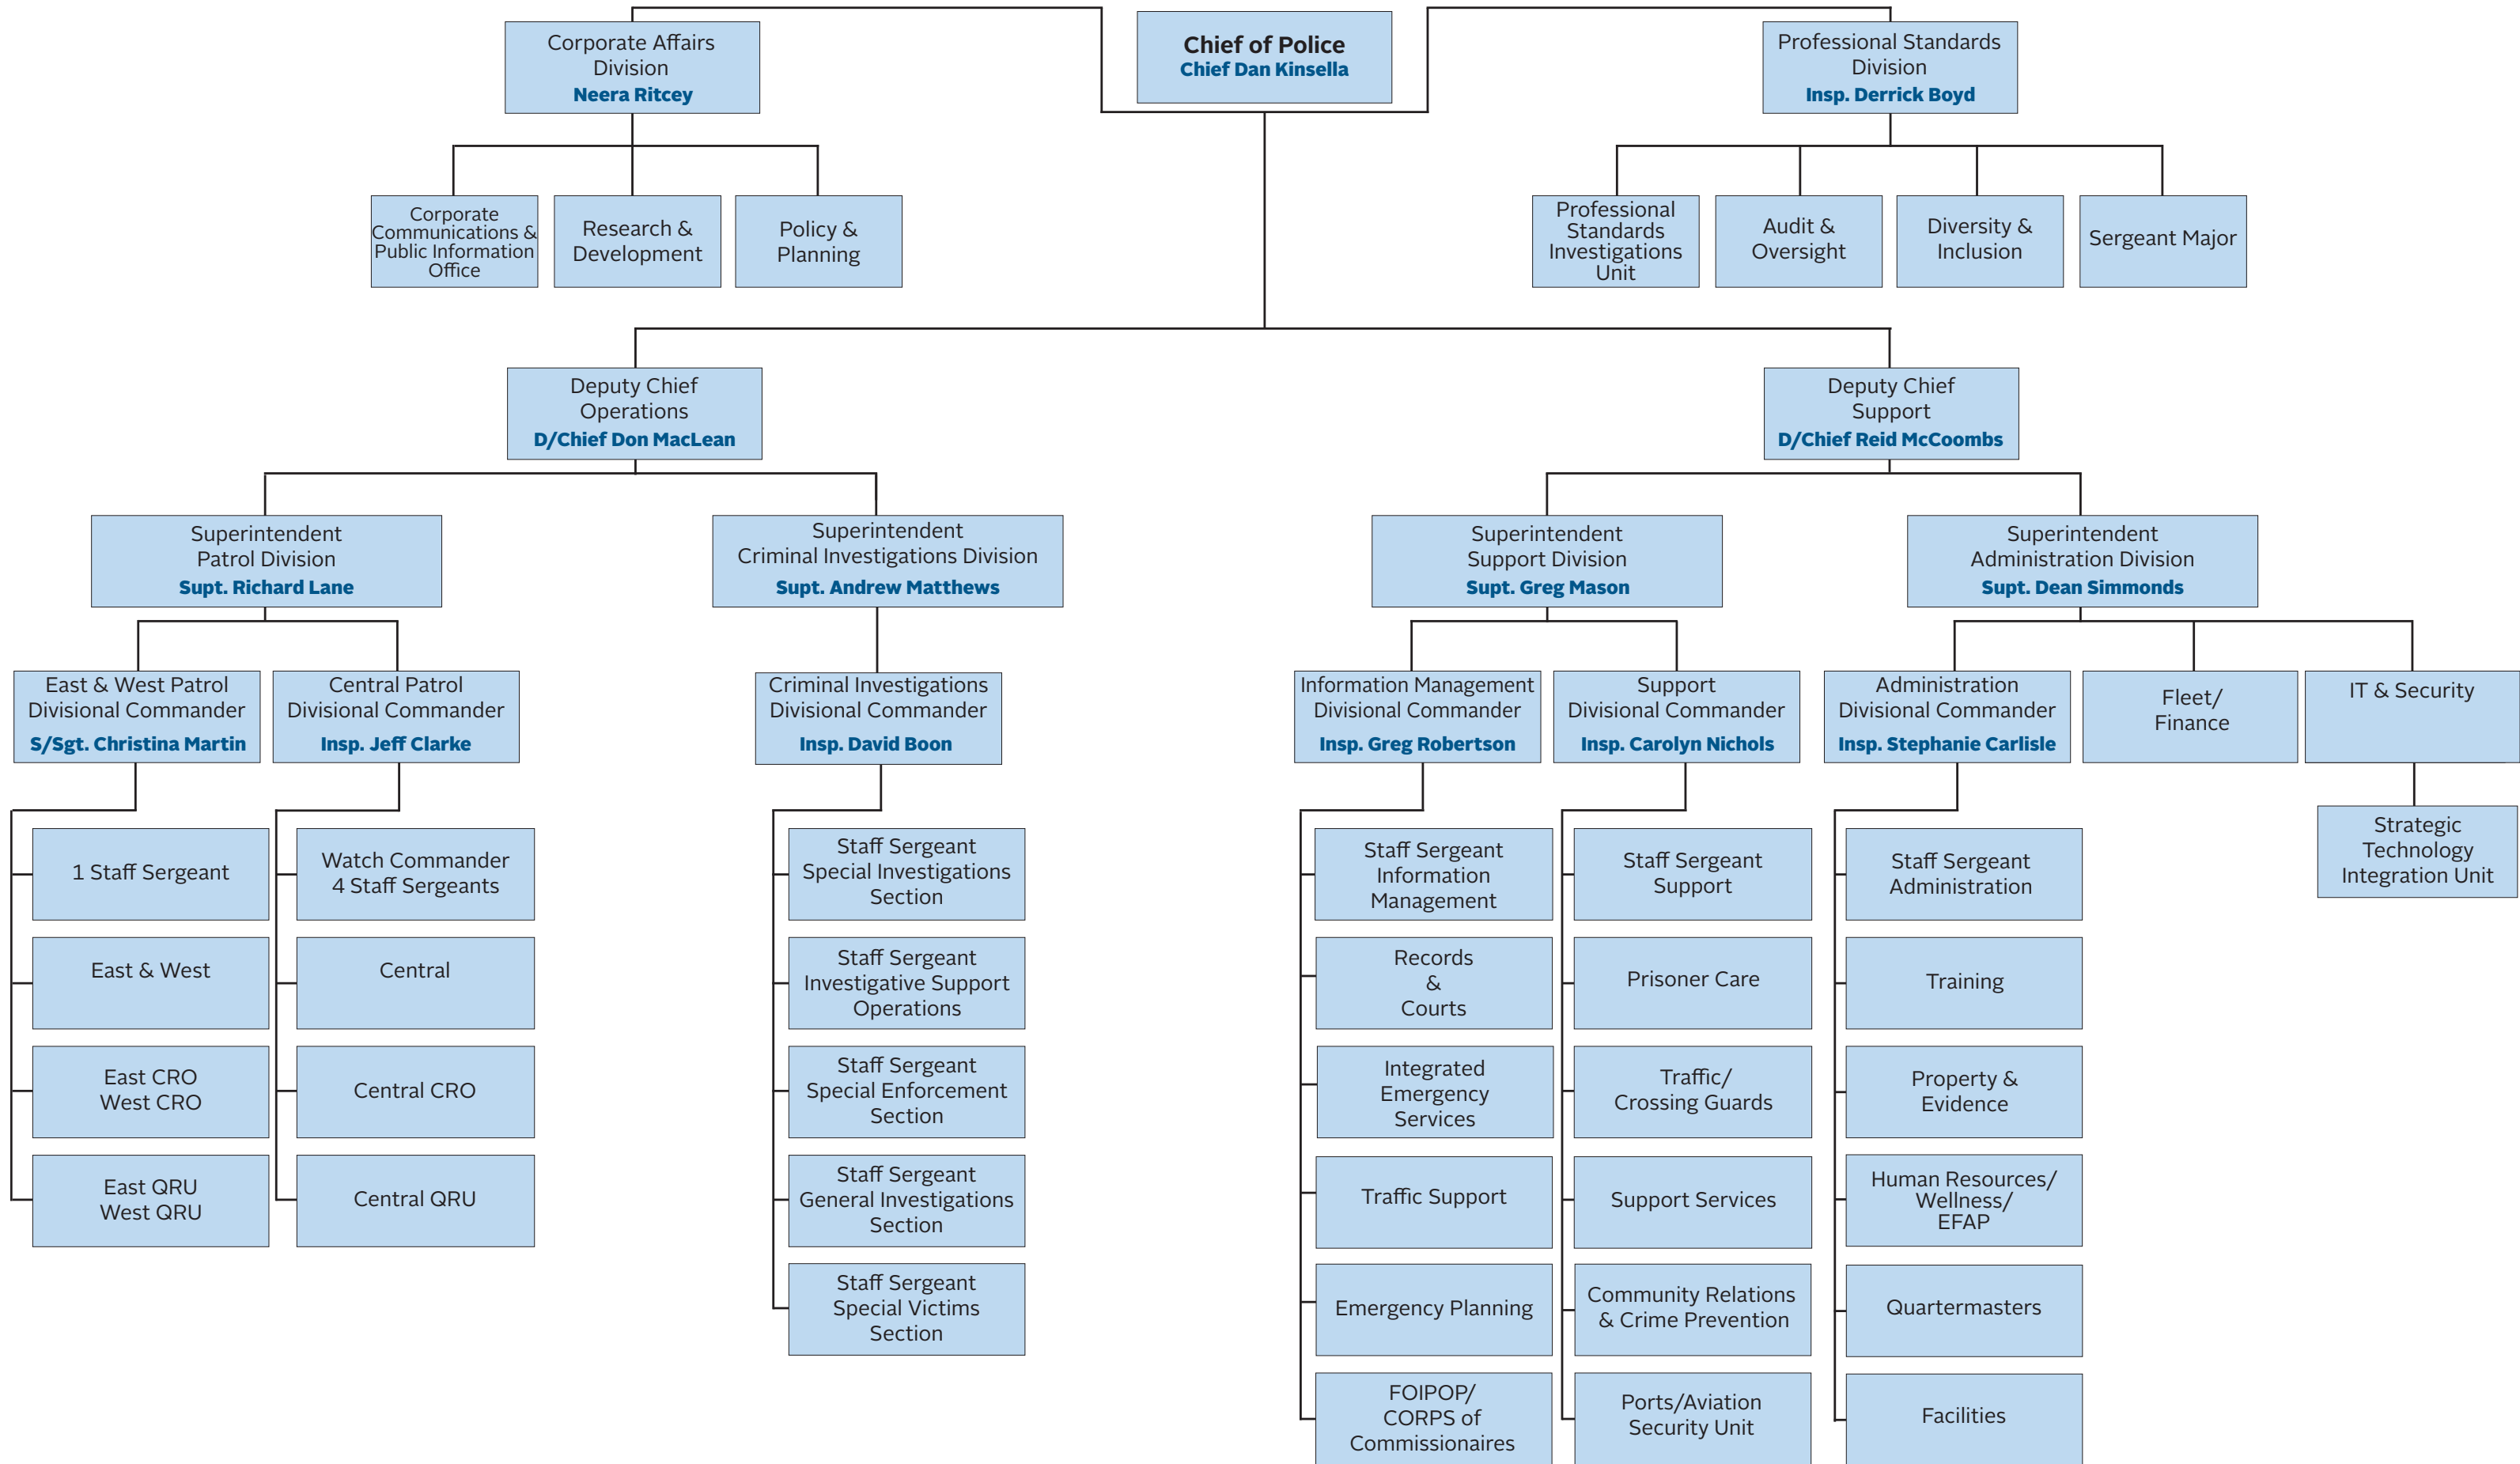 Corporate Affairs
Division
Neera Ritcey
Chief of Police
Chief Dan Kinsella
Professional Standards
Division
Insp. Derrick Boyd
Corporate
Communications &
Public Information
Office
Research &
Development
Policy &
Planning
Professional
Standards
Investigations
Unit
Audit &
Oversight
Diversity &
Inclusion
Sergeant Major
Deputy Chief
Operations
D/Chief Don MacLean
Deputy Chief
Support
D/Chief Reid McCoombs
Superintendent
Patrol Division
Supt. Richard Lane
Superintendent
Criminal Investigations Division
Supt. Andrew Matthews
Superintendent
Support Division
Supt. Greg Mason
Superintendent
Administration Division
Supt. Dean Simmonds
East & West Patrol
Divisional Commander
S/Sgt. Christina Martin
Central Patrol
Divisional Commander
Insp. Jeff Clarke
Criminal Investigations
Divisional Commander
Insp. David Boon
Information Management
Divisional Commander
Insp. Greg Robertson
Support
Divisional Commander
Insp. Carolyn Nichols
Administration
Divisional Commander
Insp. Stephanie Carlisle
Fleet/
Finance
IT & Security
1 Staff Sergeant
East & West
East CRO
West CRO
East QRU
West QRU
Watch Commander
4 Staff Sergeants
Central
Central CRO
Central QRU
Staff Sergeant
Special Investigations
Section
Staff Sergeant
Investigative Support
Operations
Staff Sergeant
Special Enforcement
Section
Staff Sergeant
General Investigations
Section
Staff Sergeant
Special Victims
Section
Staff Sergeant
Information
Management
Records
&
Courts
Integrated
Emergency
Services
Traffic Support
Emergency Planning
FOIPOP/
CORPS of
Commissionaires
Staff Sergeant
Support
Prisoner Care
Traffic/
Crossing Guards
Support Services
Community Relations
& Crime Prevention
Ports/Aviation
Security Unit
Staff Sergeant
Administration
Training
Property &
Evidence
Human Resources/
Wellness/
EFAP
Quartermasters
Facilities
Strategic
Technology
Integration Unit